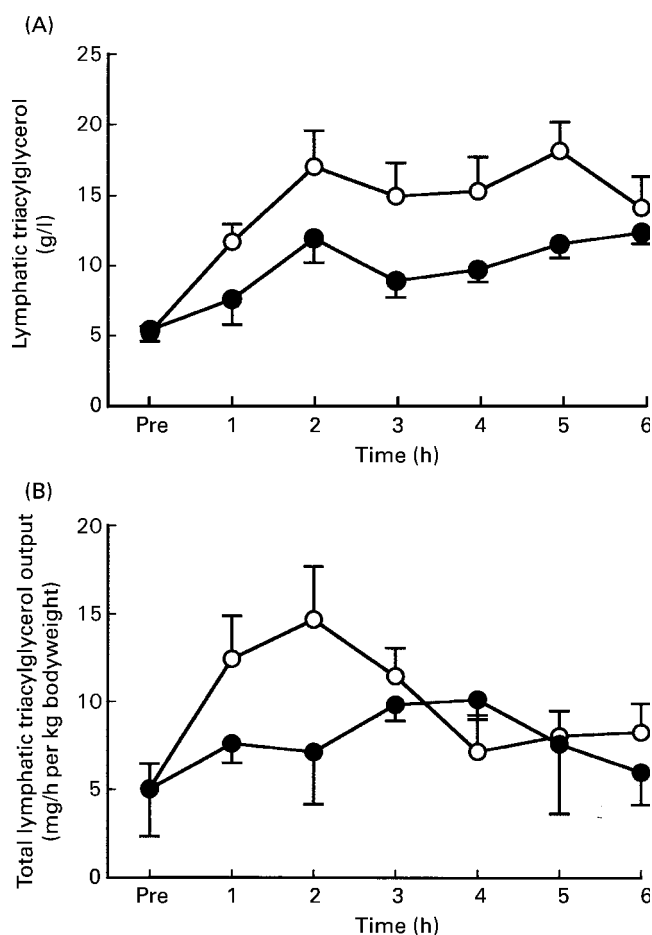 (A)
Lymphatic triacylglycerol
(g/l)
25
20
15
10
5
0
Pre
1
2
3
4
5
6
Time (h)
(B)
Total lymphatic triacylglycerol output
(mg/h per kg bodyweight)
20
15
10
5
0
Pre
1
2
3
4
5
6
Time (h)